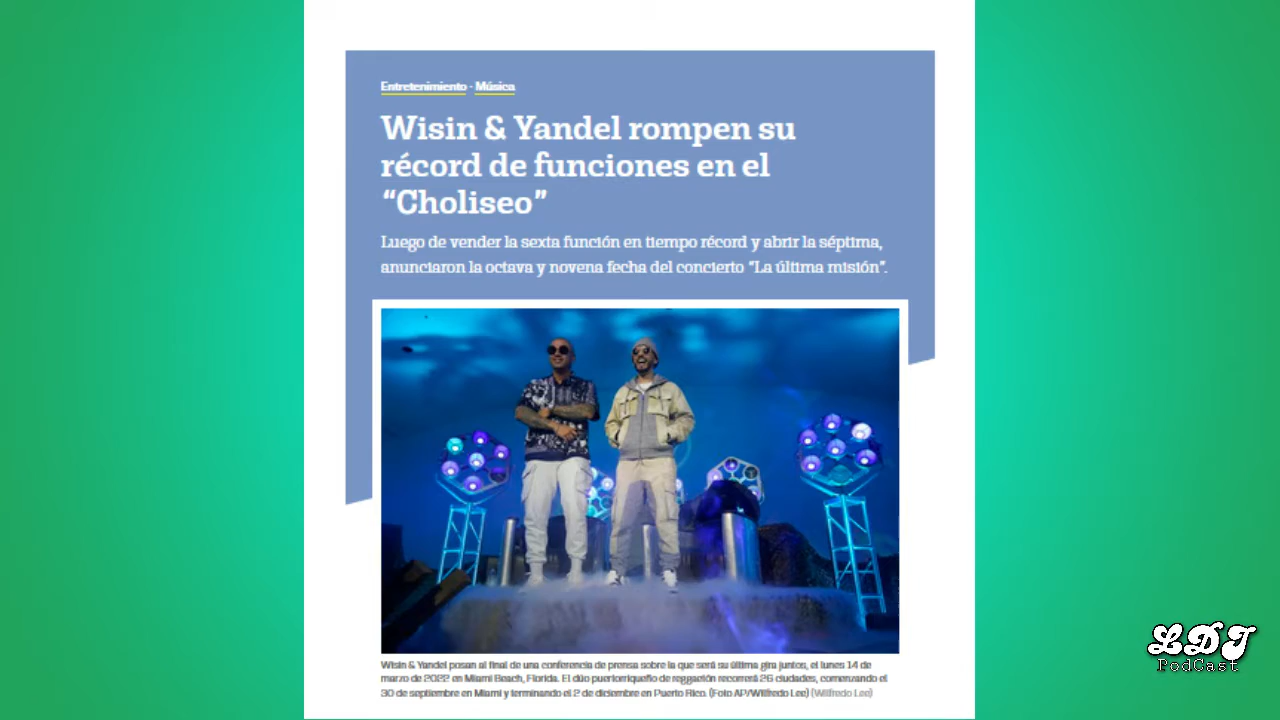 Entretenimiento - Música
Wisin & Yandel rompen su
récord de funciones en el
“Choliseo”
Luego de vender la sexta función en tiempo récord y abrir la séptima,
anunciaron la octava y novena fecha del concierto “La última misión”.
Wisin & Yandel posan al final de una conferencia de prensa sobre la que será su última gira juntos, el lunes 14 de
marzo de 2022 en Miami Beach, Florida. El dúo puertorriqueño de reggaetón recorrerá 26 ciudades, comenzando el
30 de septiembre en Miami y terminando el 2 de diciembre en Puerto Rico. (Foto AP/Wilfredo Lee) (Wilfredo Lee)
LDT
PodCast